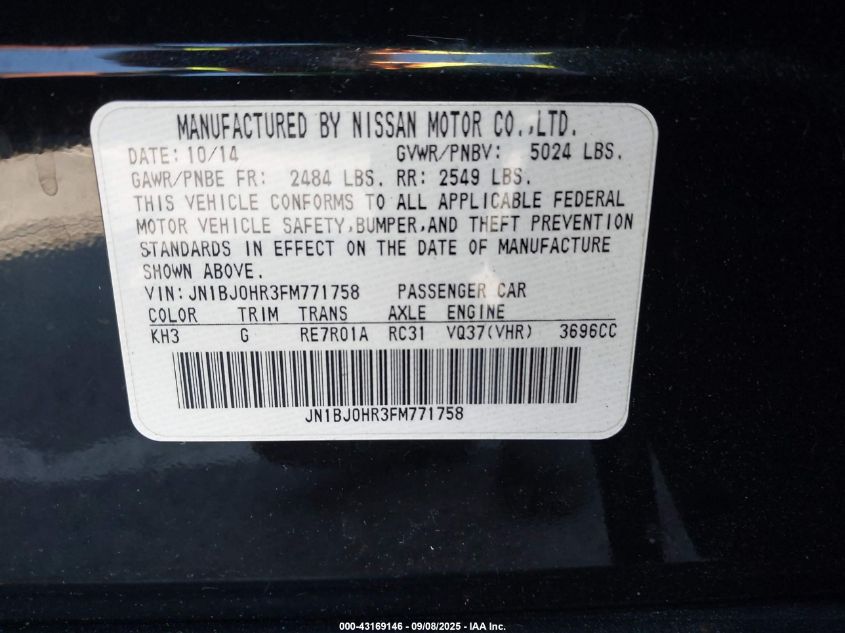 MANUFACTURED BY NISSAN MOTOR CO.,LTD.
DATE: 10/14 GVWR/PNBV: 5024 LBS.
GAWR/PNBE FR: 2484 LBS. RR: 2549 LBS.
THIS VEHICLE CONFORMS TO ALL APPLICABLE FEDERAL
MOTOR VEHICLE SAFETY,BUMPER,AND THEFT PREVENTION
STANDARDS IN EFFECT ON THE DATE OF MANUFACTURE
SHOWN ABOVE.
VIN:JN1BJ0HR3FM771758 PASSENGER CAR
COLOR TRIM TRANS AXLE ENGINE
KH3 G RE7R01A RC31 VQ37(VHR) 3696CC
JN1BJ0HR3FM771758
000-43169146 - 09/08/2025 - IAA Inc.